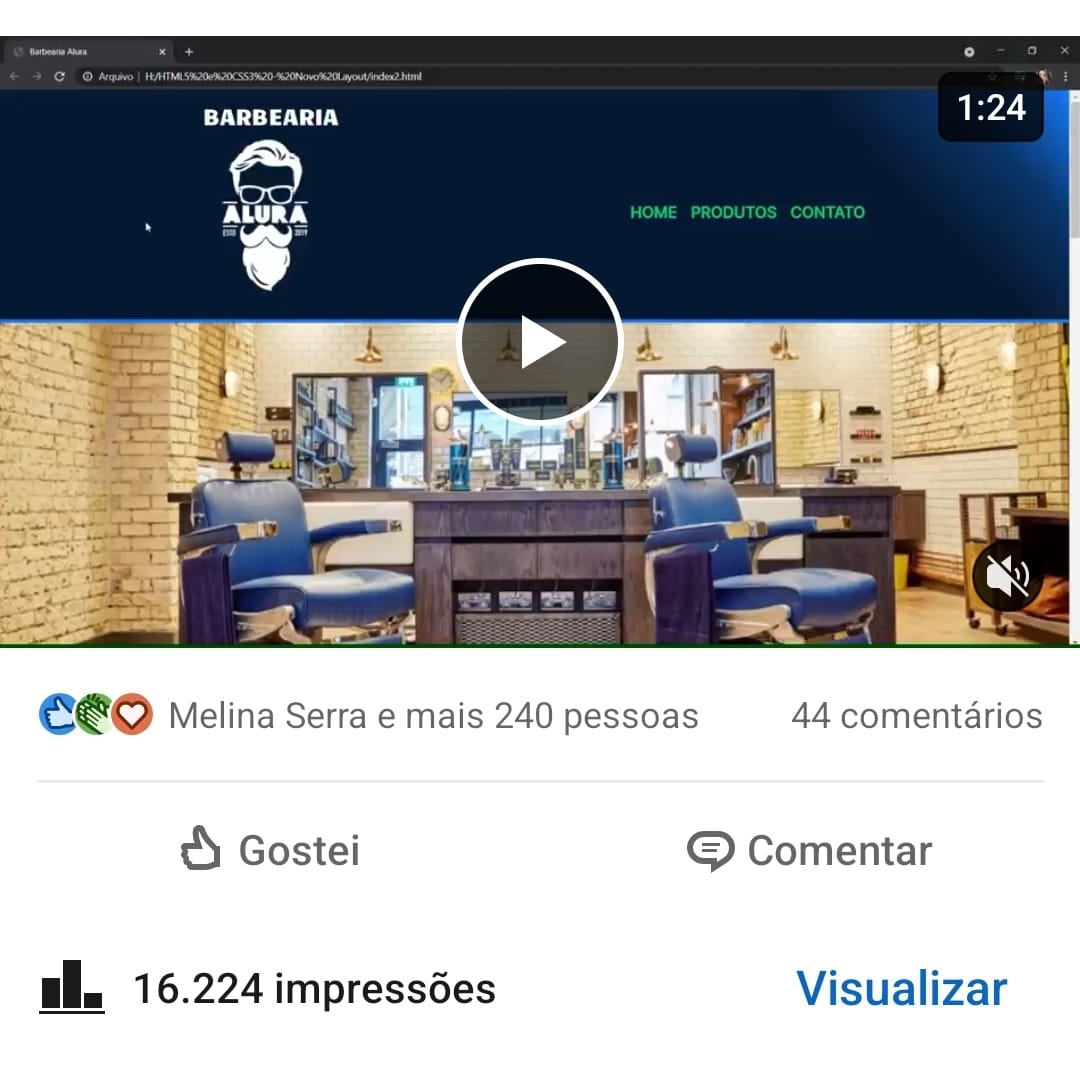 Barbearia Alura
Arquivo | H:/HTML5%20e%20CSS3%20-%20Novo%20Layout/index2.html
1:24
BARBEARIA
ALURA
ESTD 2019
HOME PRODUTOS CONTATO
Melina Serra e mais 240 pessoas 44 comentários
Gostei Comentar
16.224 impressões Visualizar